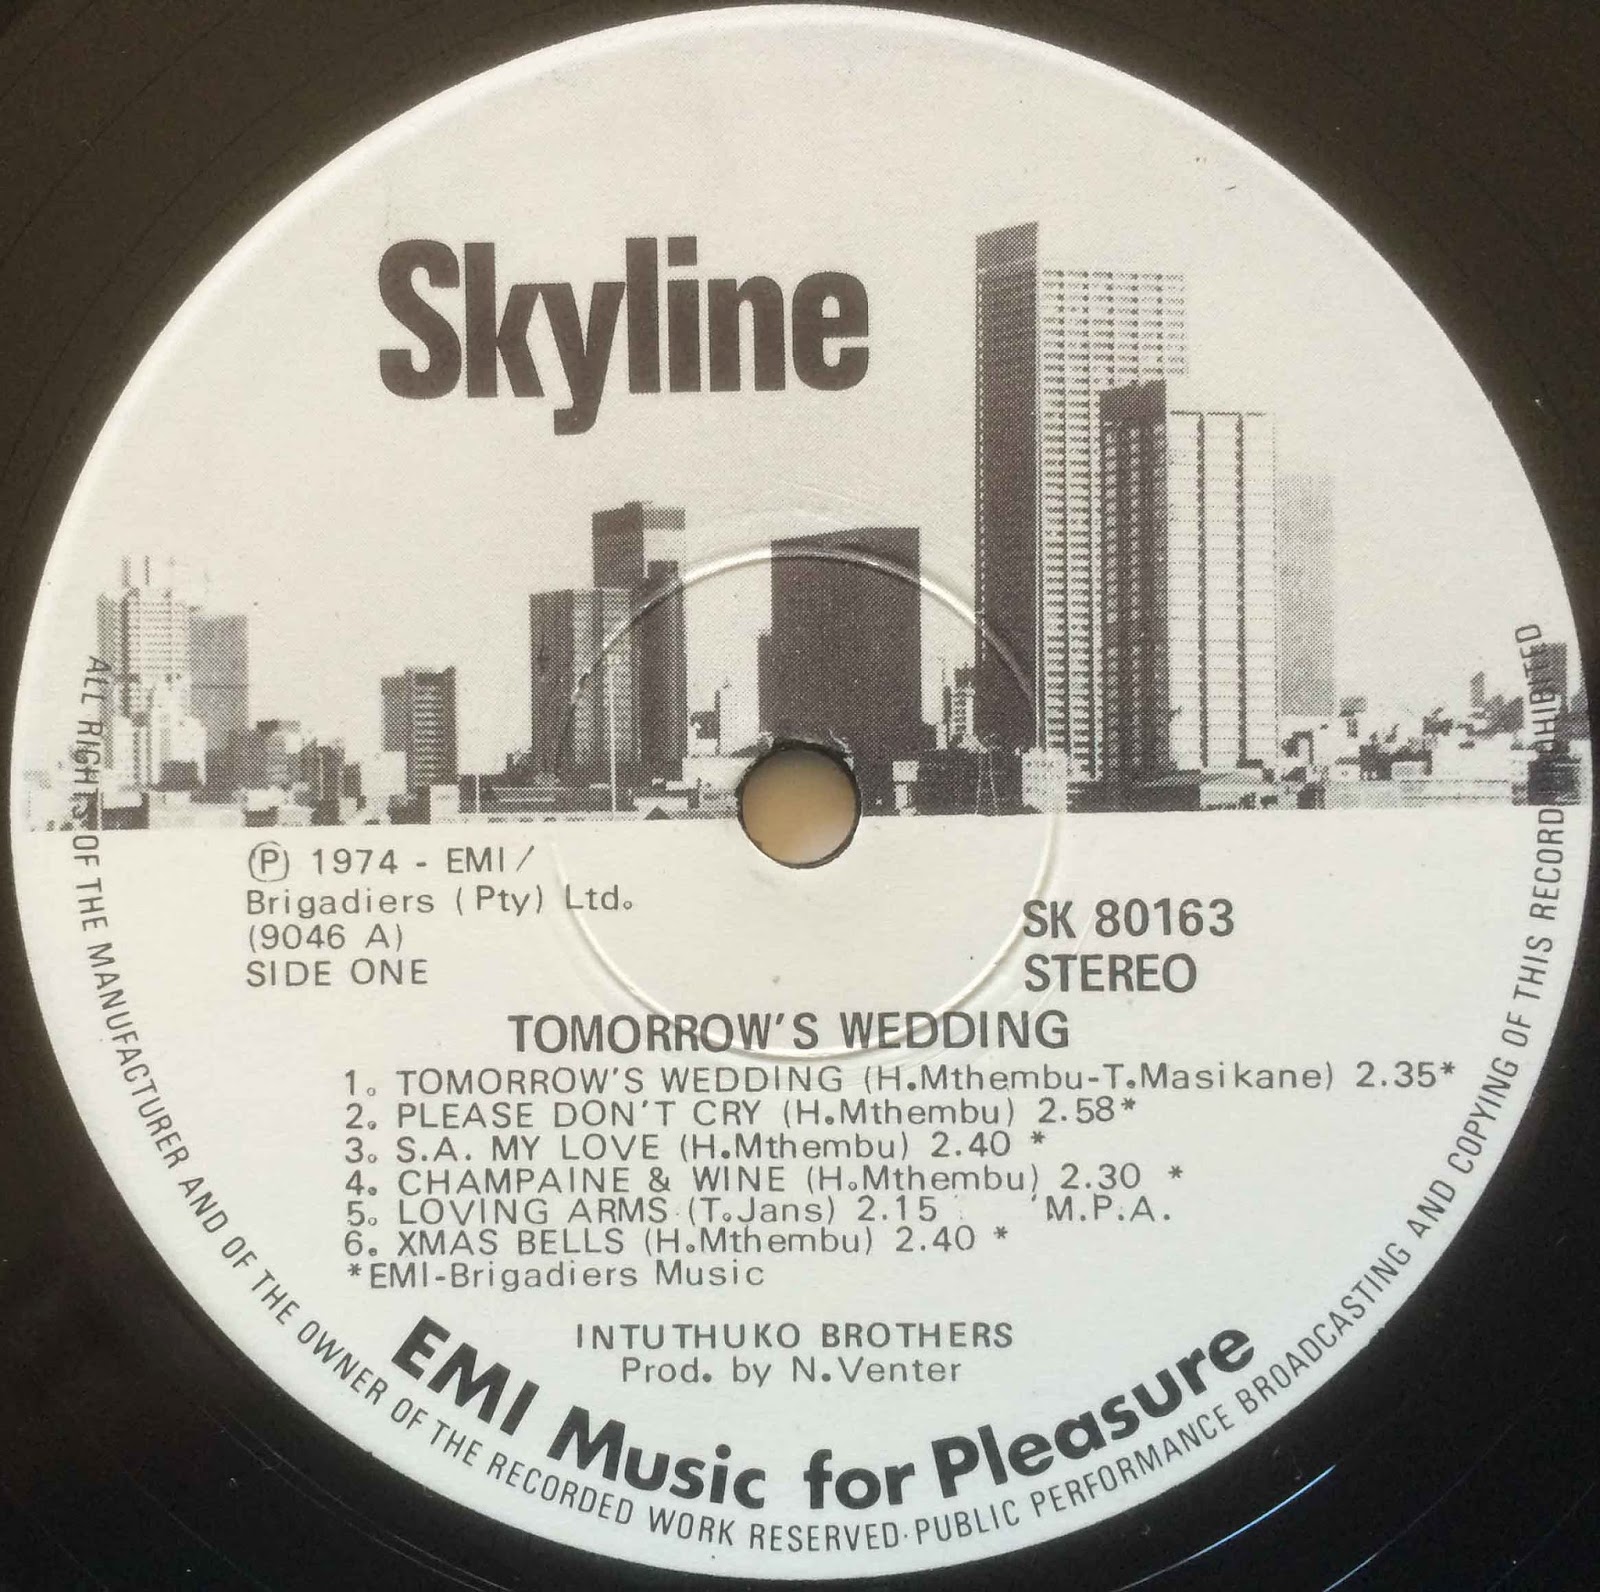 Skyline
Ⓟ 1974 - EMI/
Brigadiers (Pty) Ltd.
(9046 A)
SIDE ONE
SK 80163
STEREO
TOMORROW'S WEDDING
1. TOMORROW'S WEDDING (H.Mthembu-T.Masikane) 2.35*
2. PLEASE DON'T CRY (H.Mthembu) 2.58*
3. S.A. MY LOVE (H.Mthembu) 2.40 *
4. CHAMPAINE & WINE (H.Mthembu) 2.30 *
5. LOVING ARMS (T.Jans) 2.15 'M.P.A.
6. XMAS BELLS (H.Mthembu) 2.40 *
*EMI-Brigadiers Music
INTUTHUKO BROTHERS
Prod. by N.Venter
EMI Music for Pleasure
ALL RIGHTS OF THE MANUFACTURER AND OF THE OWNER OF THE RECORDED WORK RESERVED·PUBLIC PERFORMANCE BROADCASTING AND COPYING OF THIS RECORD PROHIBITED